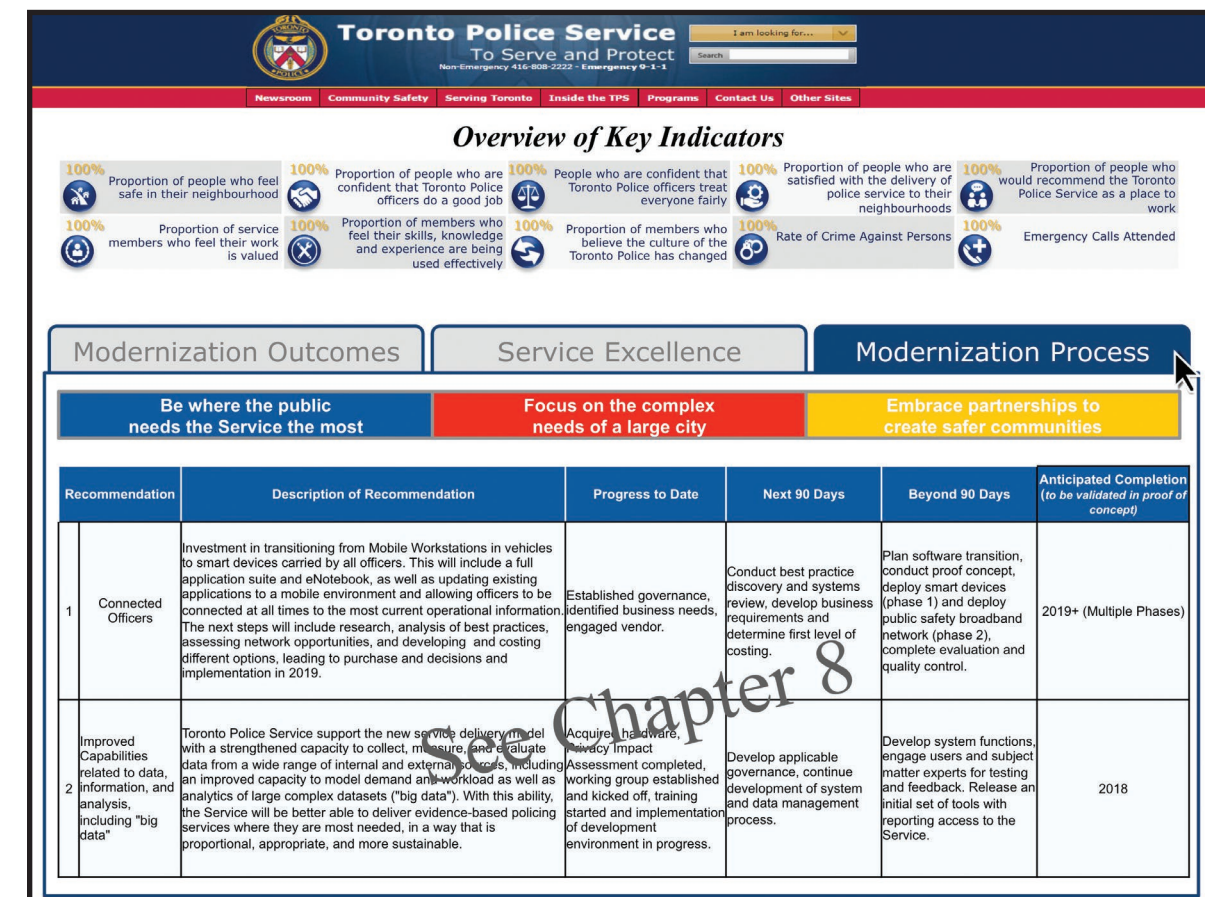 Toronto Police Service
To Serve and Protect
Non-Emergency 416-808-2222 - Emergency 9-1-1
I am looking for...
Search
Newsroom Community Safety Serving Toronto Inside the TPS Programs Contact Us Other Sites
Overview of Key Indicators
100%
Proportion of people who feel
safe in their neighbourhood
100%
Proportion of people who are
confident that Toronto Police
officers do a good job
100%
People who are confident that
Toronto Police officers treat
everyone fairly
100%
Proportion of people who are
satisfied with the delivery of
police service to their
neighbourhoods
100%
Proportion of people who
would recommend the Toronto
Police Service as a place to
work
100%
Proportion of service
members who feel their work
is valued
100%
Proportion of members who
feel their skills, knowledge
and experience are being
used effectively
100%
Proportion of members who
believe the culture of the
Toronto Police has changed
100%
Rate of Crime Against Persons
100%
Emergency Calls Attended
Modernization Outcomes
Service Excellence
Modernization Process
Be where the public
needs the Service the most
Focus on the complex
needs of a large city
Embrace partnerships to
create safer communities
Recommendation
Description of Recommendation
Progress to Date
Next 90 Days
Beyond 90 Days
Anticipated Completion
(to be validated in proof of
concept)
1
Connected
Officers
Investment in transitioning from Mobile Workstations in vehicles
to smart devices carried by all officers. This will include a full
application suite and eNotebook, as well as updating existing
applications to a mobile environment and allowing officers to be
connected at all times to the most current operational information.
The next steps will include research, analysis of best practices,
assessing network opportunities, and developing and costing
different options, leading to purchase and decisions and
implementation in 2019.
Established governance,
identified business needs,
engaged vendor.
Conduct best practice
discovery and systems
review, develop business
requirements and
determine first level of
costing.
Plan software transition,
conduct proof concept,
deploy smart devices
(phase 1) and deploy
public safety broadband
network (phase 2),
complete evaluation and
quality control.
2019+ (Multiple Phases)
2
Improved
Capabilities
related to data,
information, and
analysis,
including "big
data"
Toronto Police Service support the new service delivery model
with a strengthened capacity to collect, measure, and evaluate
data from a wide range of internal and external sources, including
an improved capacity to model demand and workload as well as
analytics of large complex datasets ("big data"). With this ability,
the Service will be better able to deliver evidence-based policing
services where they are most needed, in a way that is
proportional, appropriate, and more sustainable.
Acquired hardware,
Privacy Impact
Assessment completed,
working group established
and kicked off, training
started and implementation
of development
environment in progress.
Develop applicable
governance, continue
development of system
and data management
process.
Develop system functions,
engage users and subject
matter experts for testing
and feedback. Release an
initial set of tools with
reporting access to the
Service.
2018
See Chapter 8